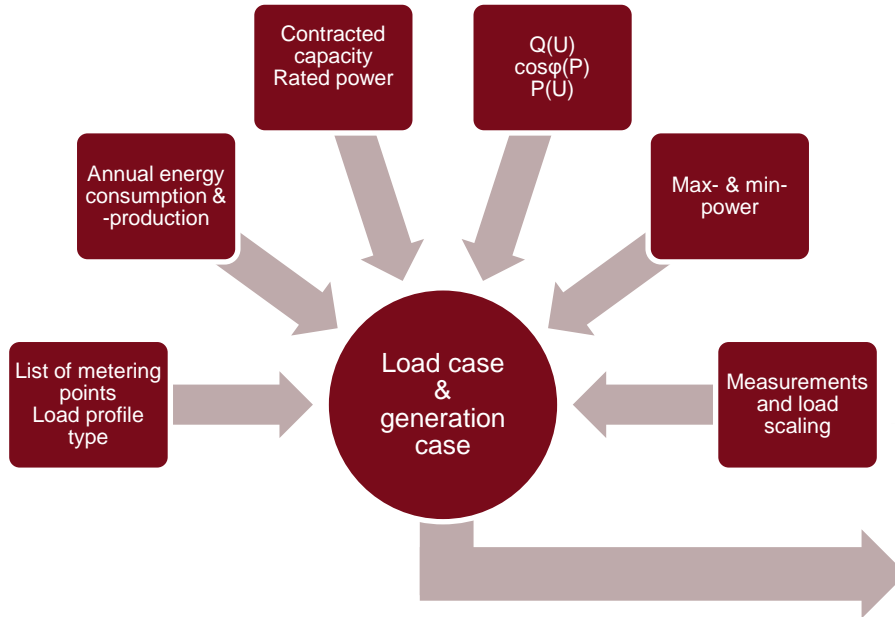 Contracted
capacity
Rated power
Q(U)
cosφ(P)
P(U)
Annual energy
consumption &
-production
Max- & min-
power
List of metering
points
Load profile
type
Load case
&
generation
case
Measurements
and load
scaling